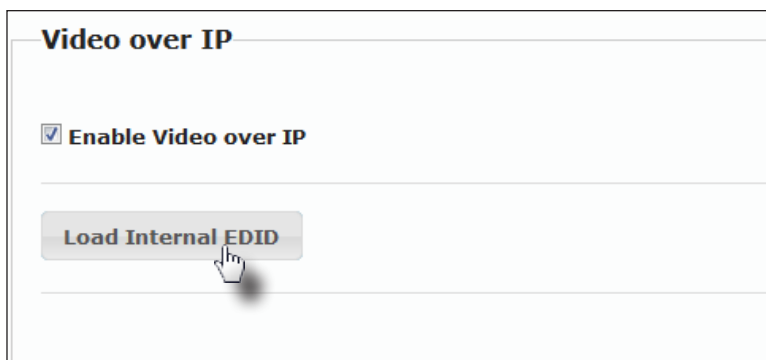 Video over IP
Enable Video over IP
Load Internal EDID